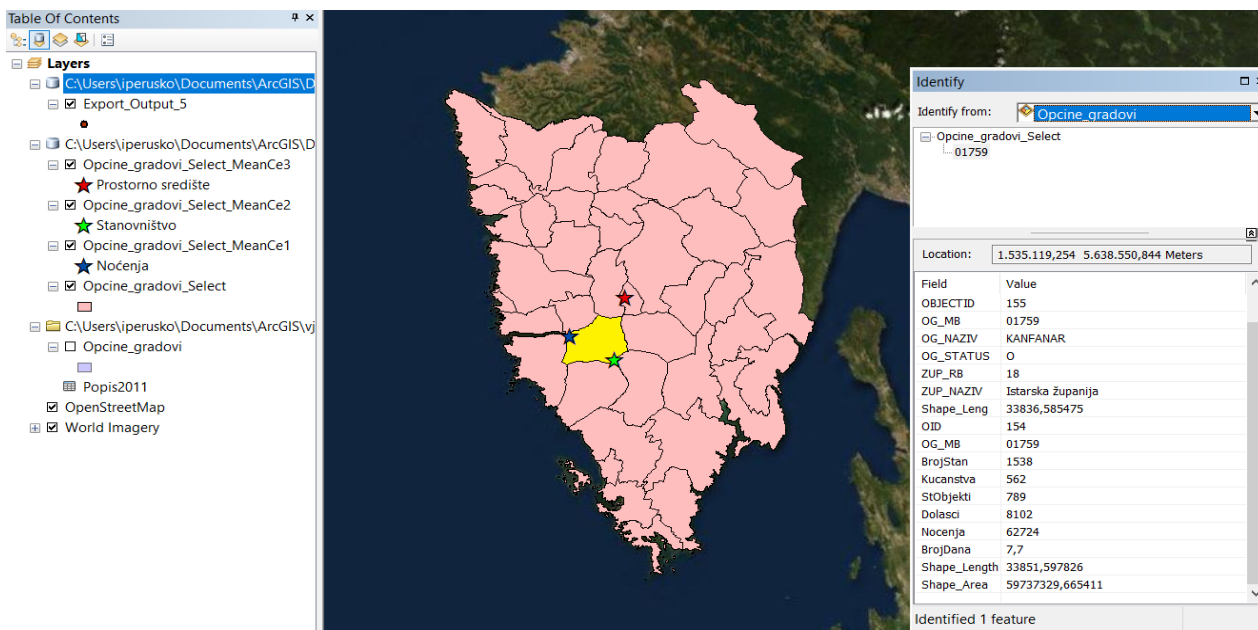 Table Of Contents
Layers
C:\Users\iperusko\Documents\ArcGIS\D
Export_Output_5
C:\Users\iperusko\Documents\ArcGIS\D
Opcine_gradovi_Select_MeanCe3
Prostorno središte
Opcine_gradovi_Select_MeanCe2
Stanovništvo
Opcine_gradovi_Select_MeanCe1
Noćenja
Opcine_gradovi_Select
C:\Users\iperusko\Documents\ArcGIS\vj
Opcine_gradovi
Popis2011
OpenStreetMap
World Imagery
Identify
Identify from: Opcine_gradovi
Opcine_gradovi_Select
01759
Location: 1.535.119,254 5.638.550,844 Meters
Field Value
OBJECTID 155
OG_MB 01759
OG_NAZIV KANFANAR
OG_STATUS O
ZUP_RB 18
ZUP_NAZIV Istarska županija
Shape_Leng 33836,585475
OID 154
OG_MB 01759
BrojStan 1538
Kucanstva 562
StObjekti 789
Dolasci 8102
Nocenja 62724
BrojDana 7,7
Shape_Length 33851,597826
Shape_Area 59737329,665411
Identified 1 feature